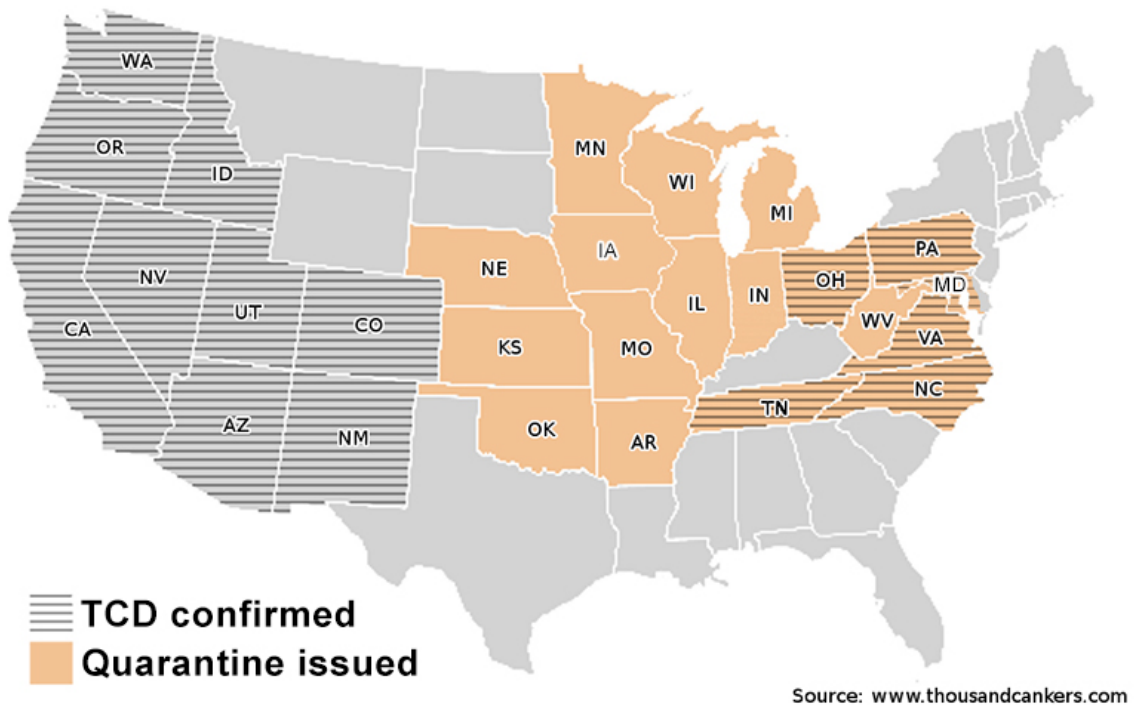 WA
OR
ID
MN
WI
MI
NV
UT
CA
CO
AZ
NM
NE
IA
KS
MO
IL
IN
OH
PA
MD
WV
VA
NC
TN
OK
AR
TCD confirmed
Quarantine issued
Source: www.thousandcankers.com